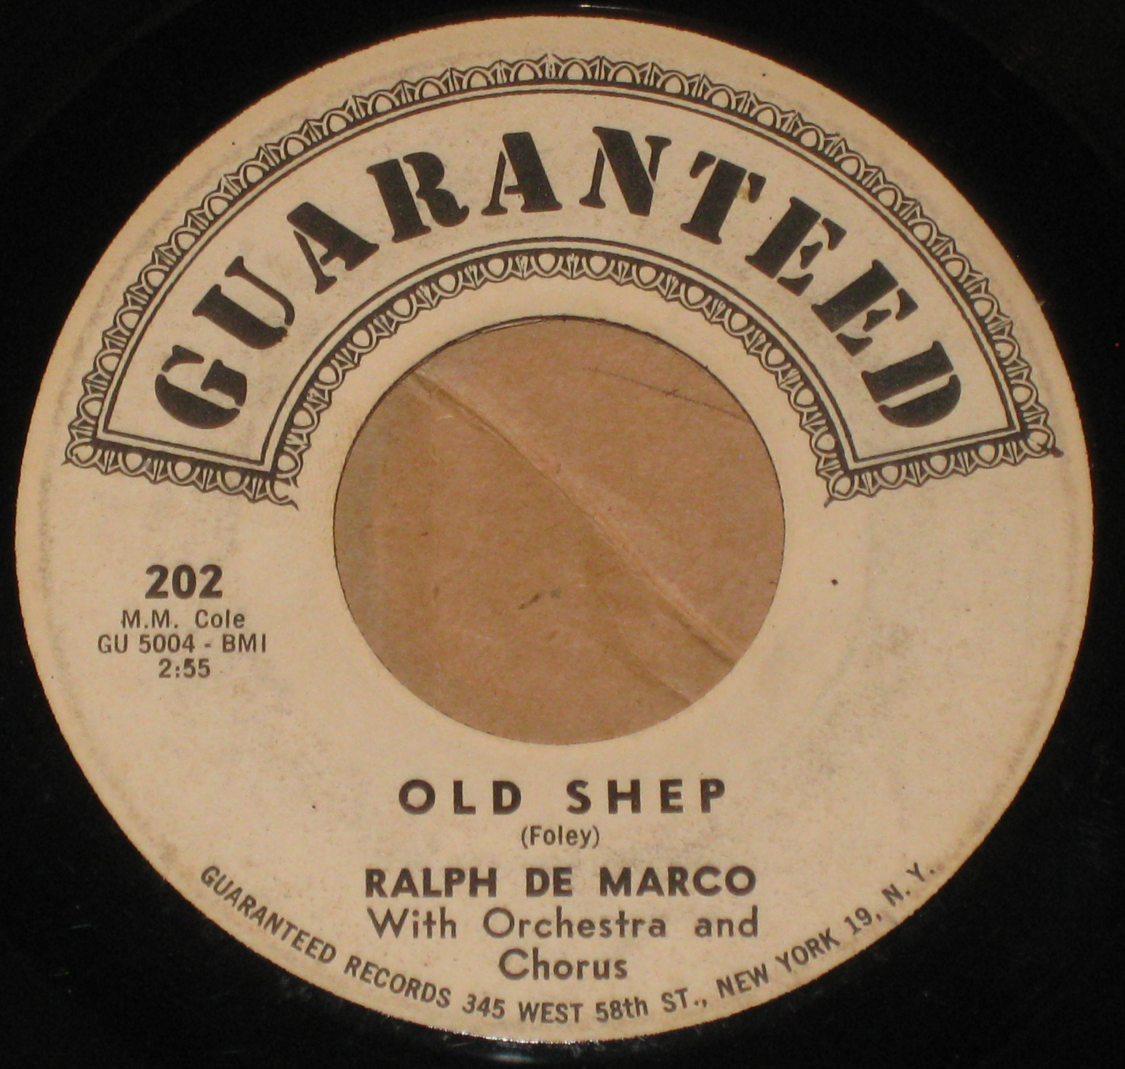 GUARANTEED
202
M.M. Cole
GU 5004 - BMI
2:55
OLD SHEP
(Foley)
RALPH DE MARCO
With Orchestra and
Chorus
GUARANTEED RECORDS 345 WEST 58th ST., NEW YORK 19, N. Y.